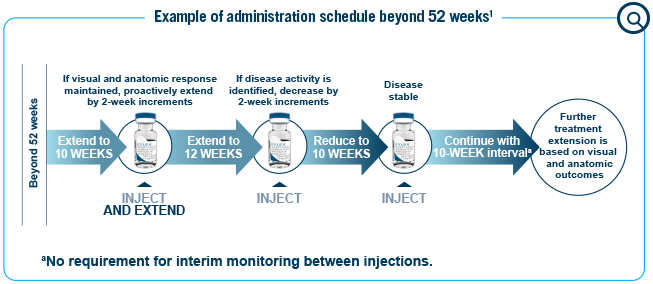 Example of administration schedule beyond 52 weeks¹
Beyond 52 weeks
If visual and anatomic response
maintained, proactively extend
by 2-week increments
If disease activity is
identified, decrease by
2-week increments
Disease
stable
Extend to
10 WEEKS
Extend to
12 WEEKS
Reduce to
10 WEEKS
Continue with
10-WEEK intervalᵃ
Further
treatment
extension is
based on visual
and anatomic
outcomes
INJECT
AND EXTEND
INJECT
INJECT
ᵃNo requirement for interim monitoring between injections.